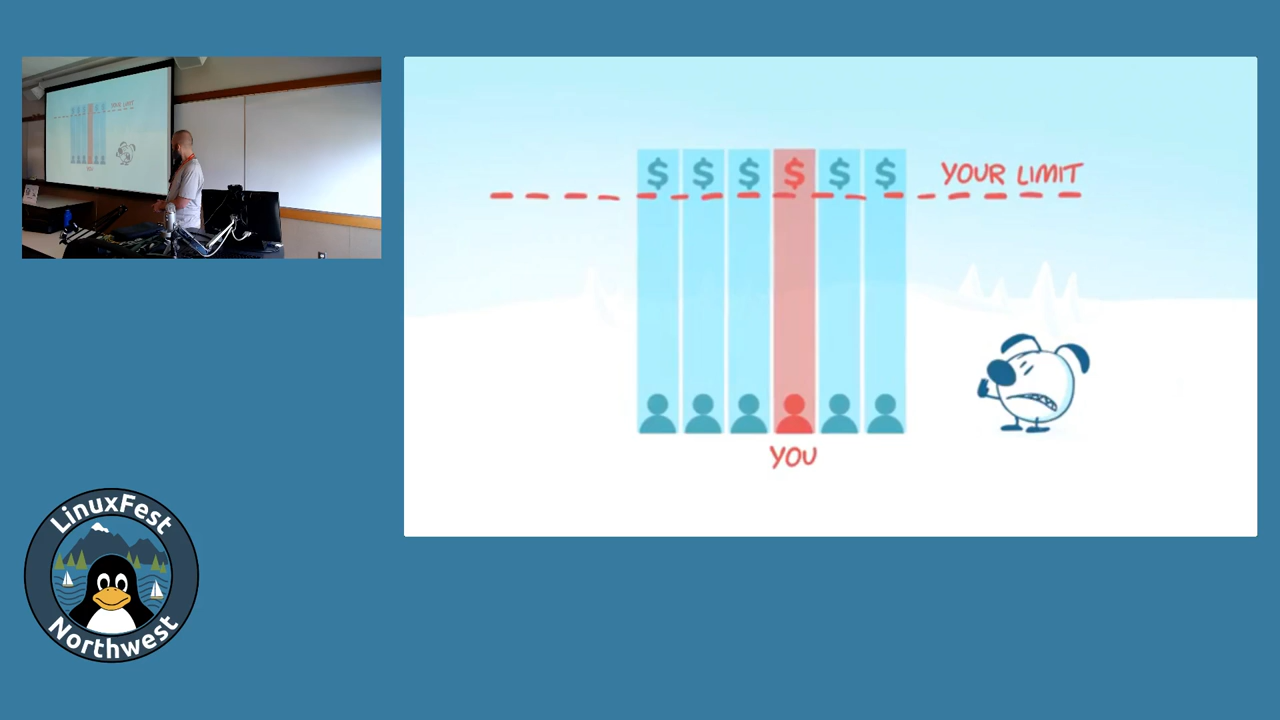 $ $ $ $ $ $
YOUR LIMIT
YOU
LinuxFest
Northwest